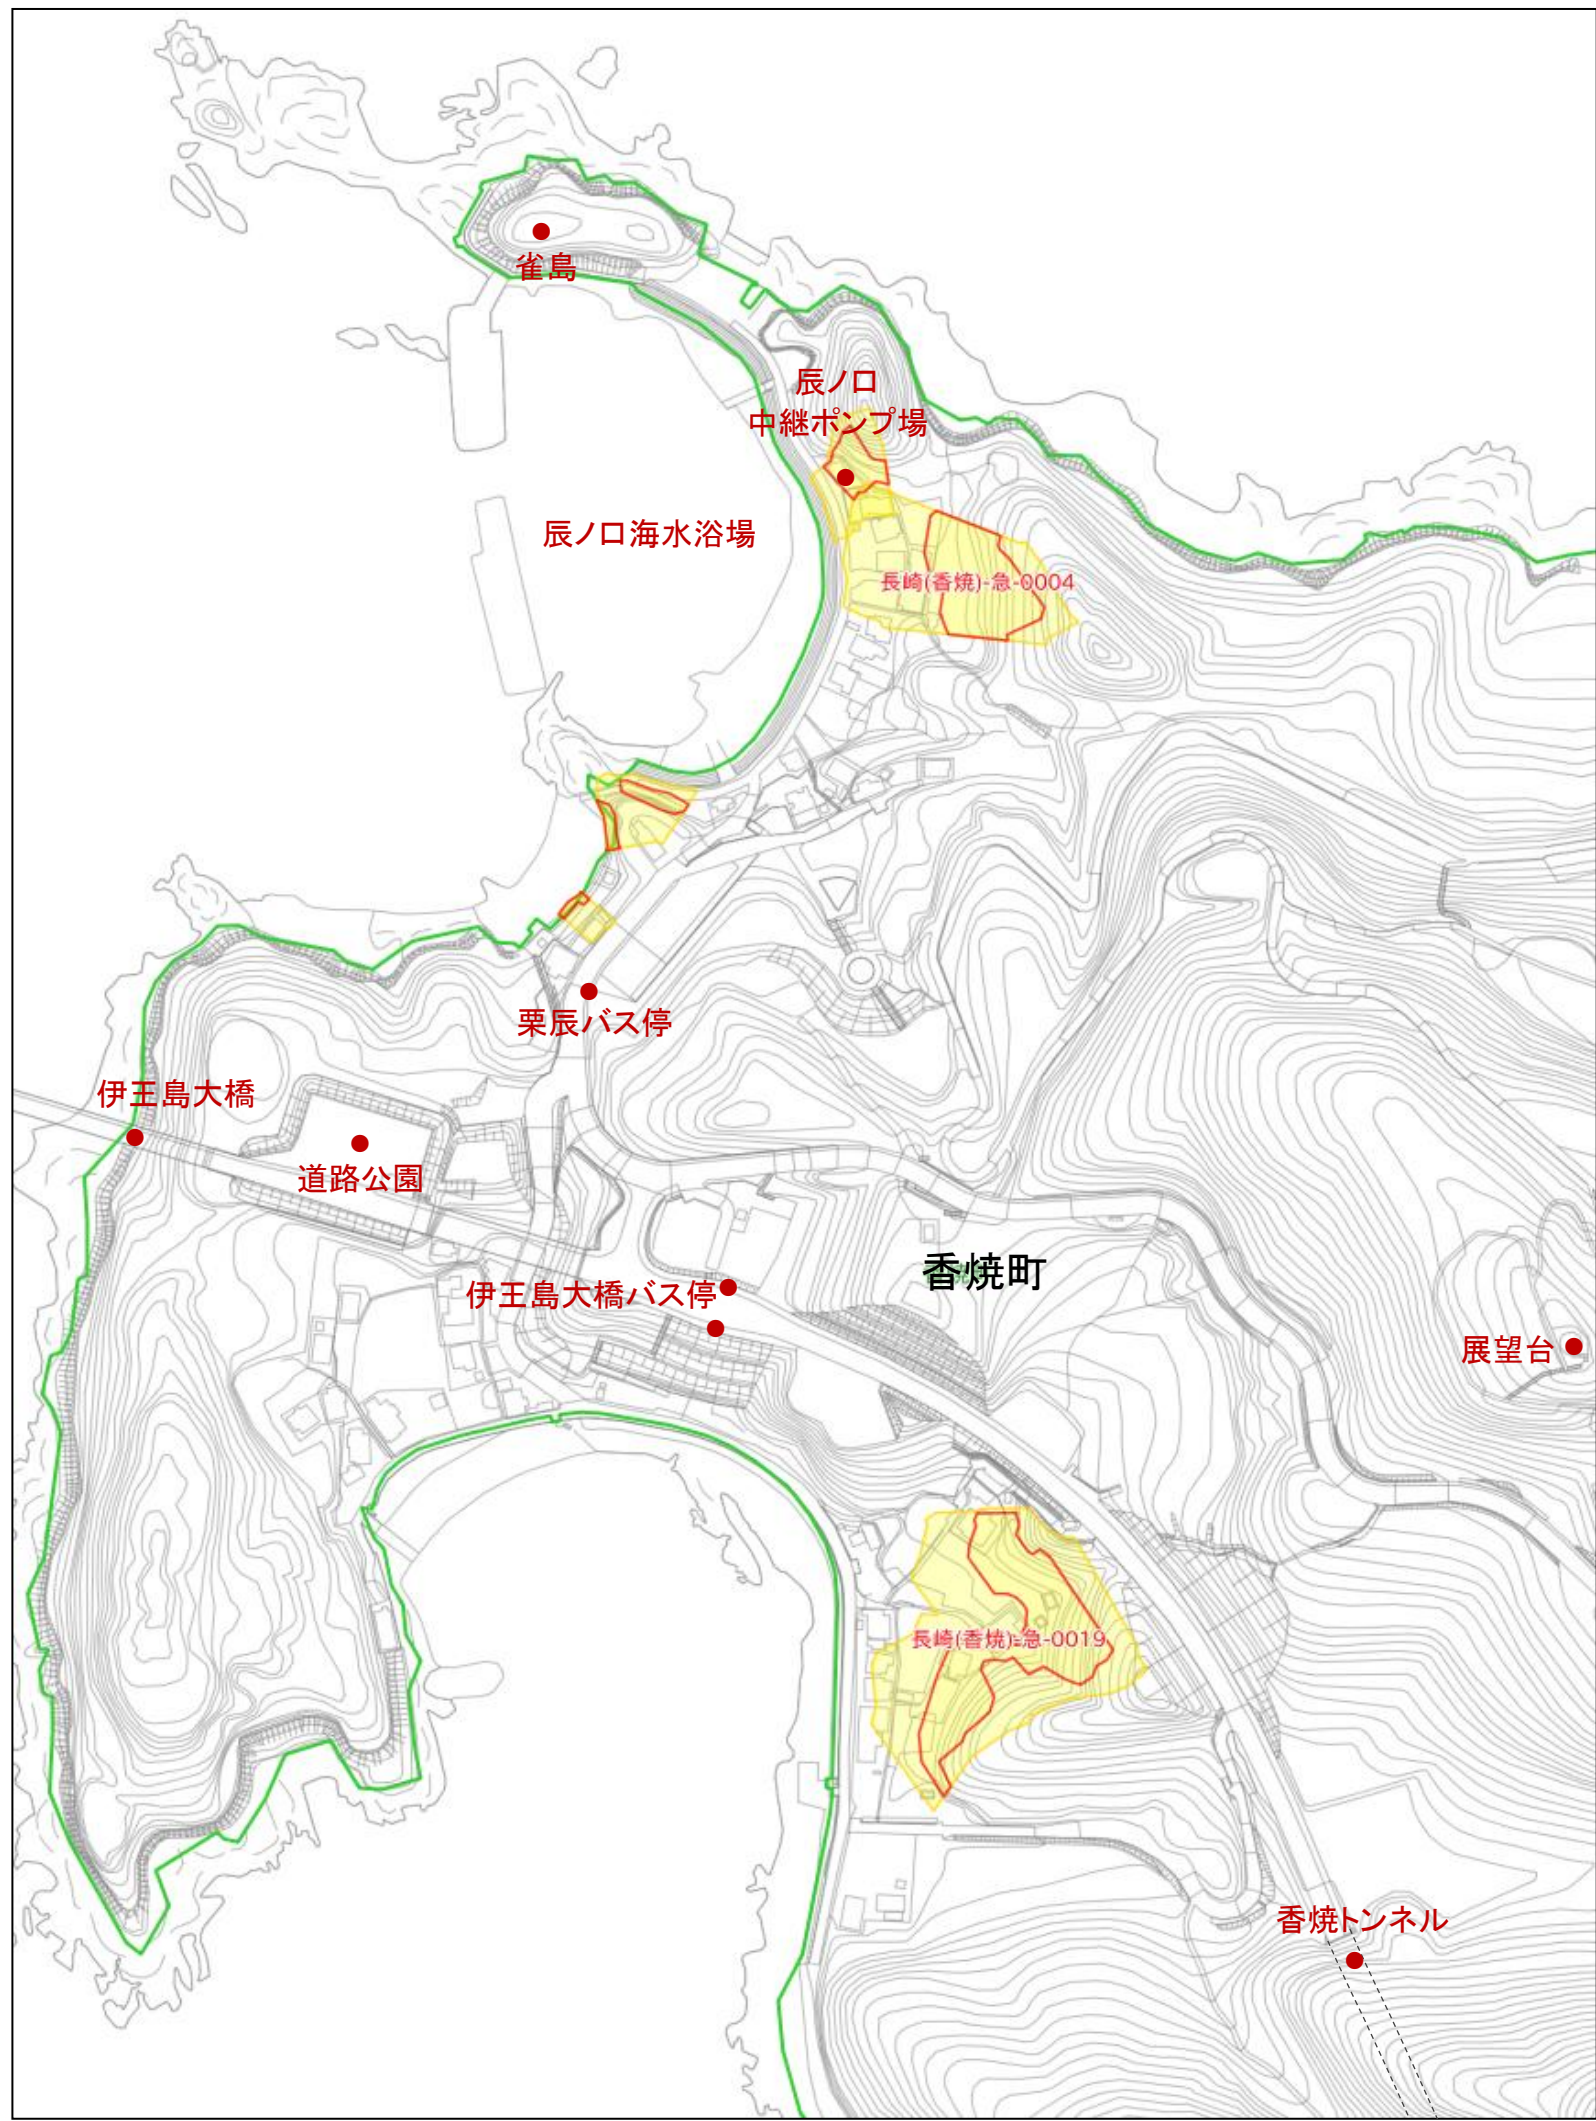 雀島
辰ノ口
中継ポンプ場
辰ノ口海水浴場
長崎(香焼)-急-0004
栗辰バス停
伊王島大橋
道路公園
香焼町
伊王島大橋バス停
展望台
長崎(香焼)-急-0019
香焼トンネル